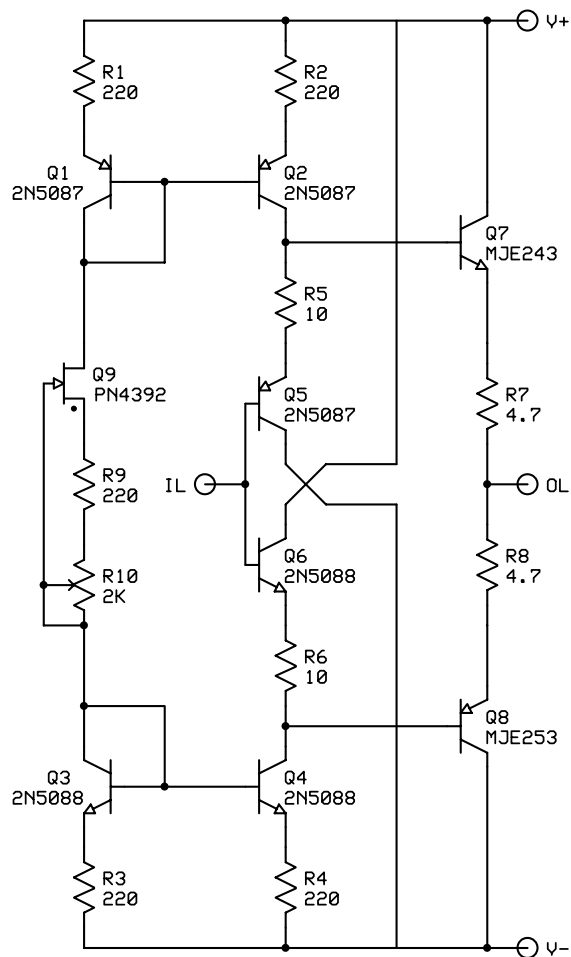 V+
R1
220
R2
220
Q1
2N5087
Q2
2N5087
Q7
MJE243
R5
10
Q9
PN4392
Q5
2N5087
R7
4.7
R9
220
IL
OL
Q6
2N5088
R10
2K
R8
4.7
R6
10
Q8
MJE253
Q3
2N5088
Q4
2N5088
R3
220
R4
220
V-